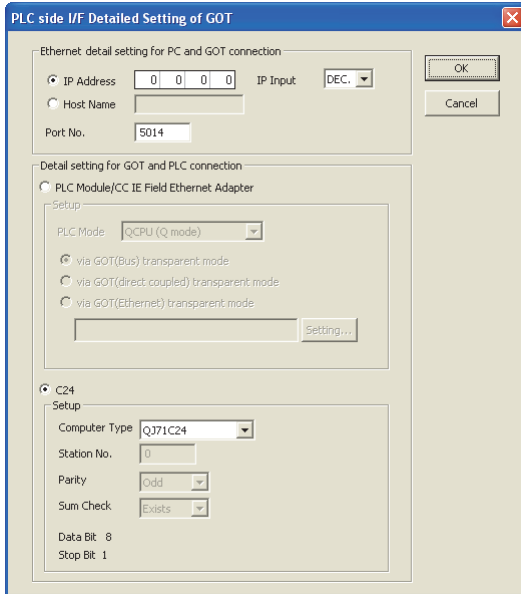 PLC side I/F Detailed Setting of GOT
Ethernet detail setting for PC and GOT connection
IP Address 0 0 0 0 IP Input DEC.
Host Name
Port No. 5014
OK
Cancel
Detail setting for GOT and PLC connection
PLC Module/CC IE Field Ethernet Adapter
Setup
PLC Mode QCPU (Q mode)
via GOT(Bus) transparent mode
via GOT(direct coupled) transparent mode
via GOT(Ethernet) transparent mode
Setting...
C24
Setup
Computer Type QJ71C24
Station No. 0
Parity Odd
Sum Check Exists
Data Bit 8
Stop Bit 1